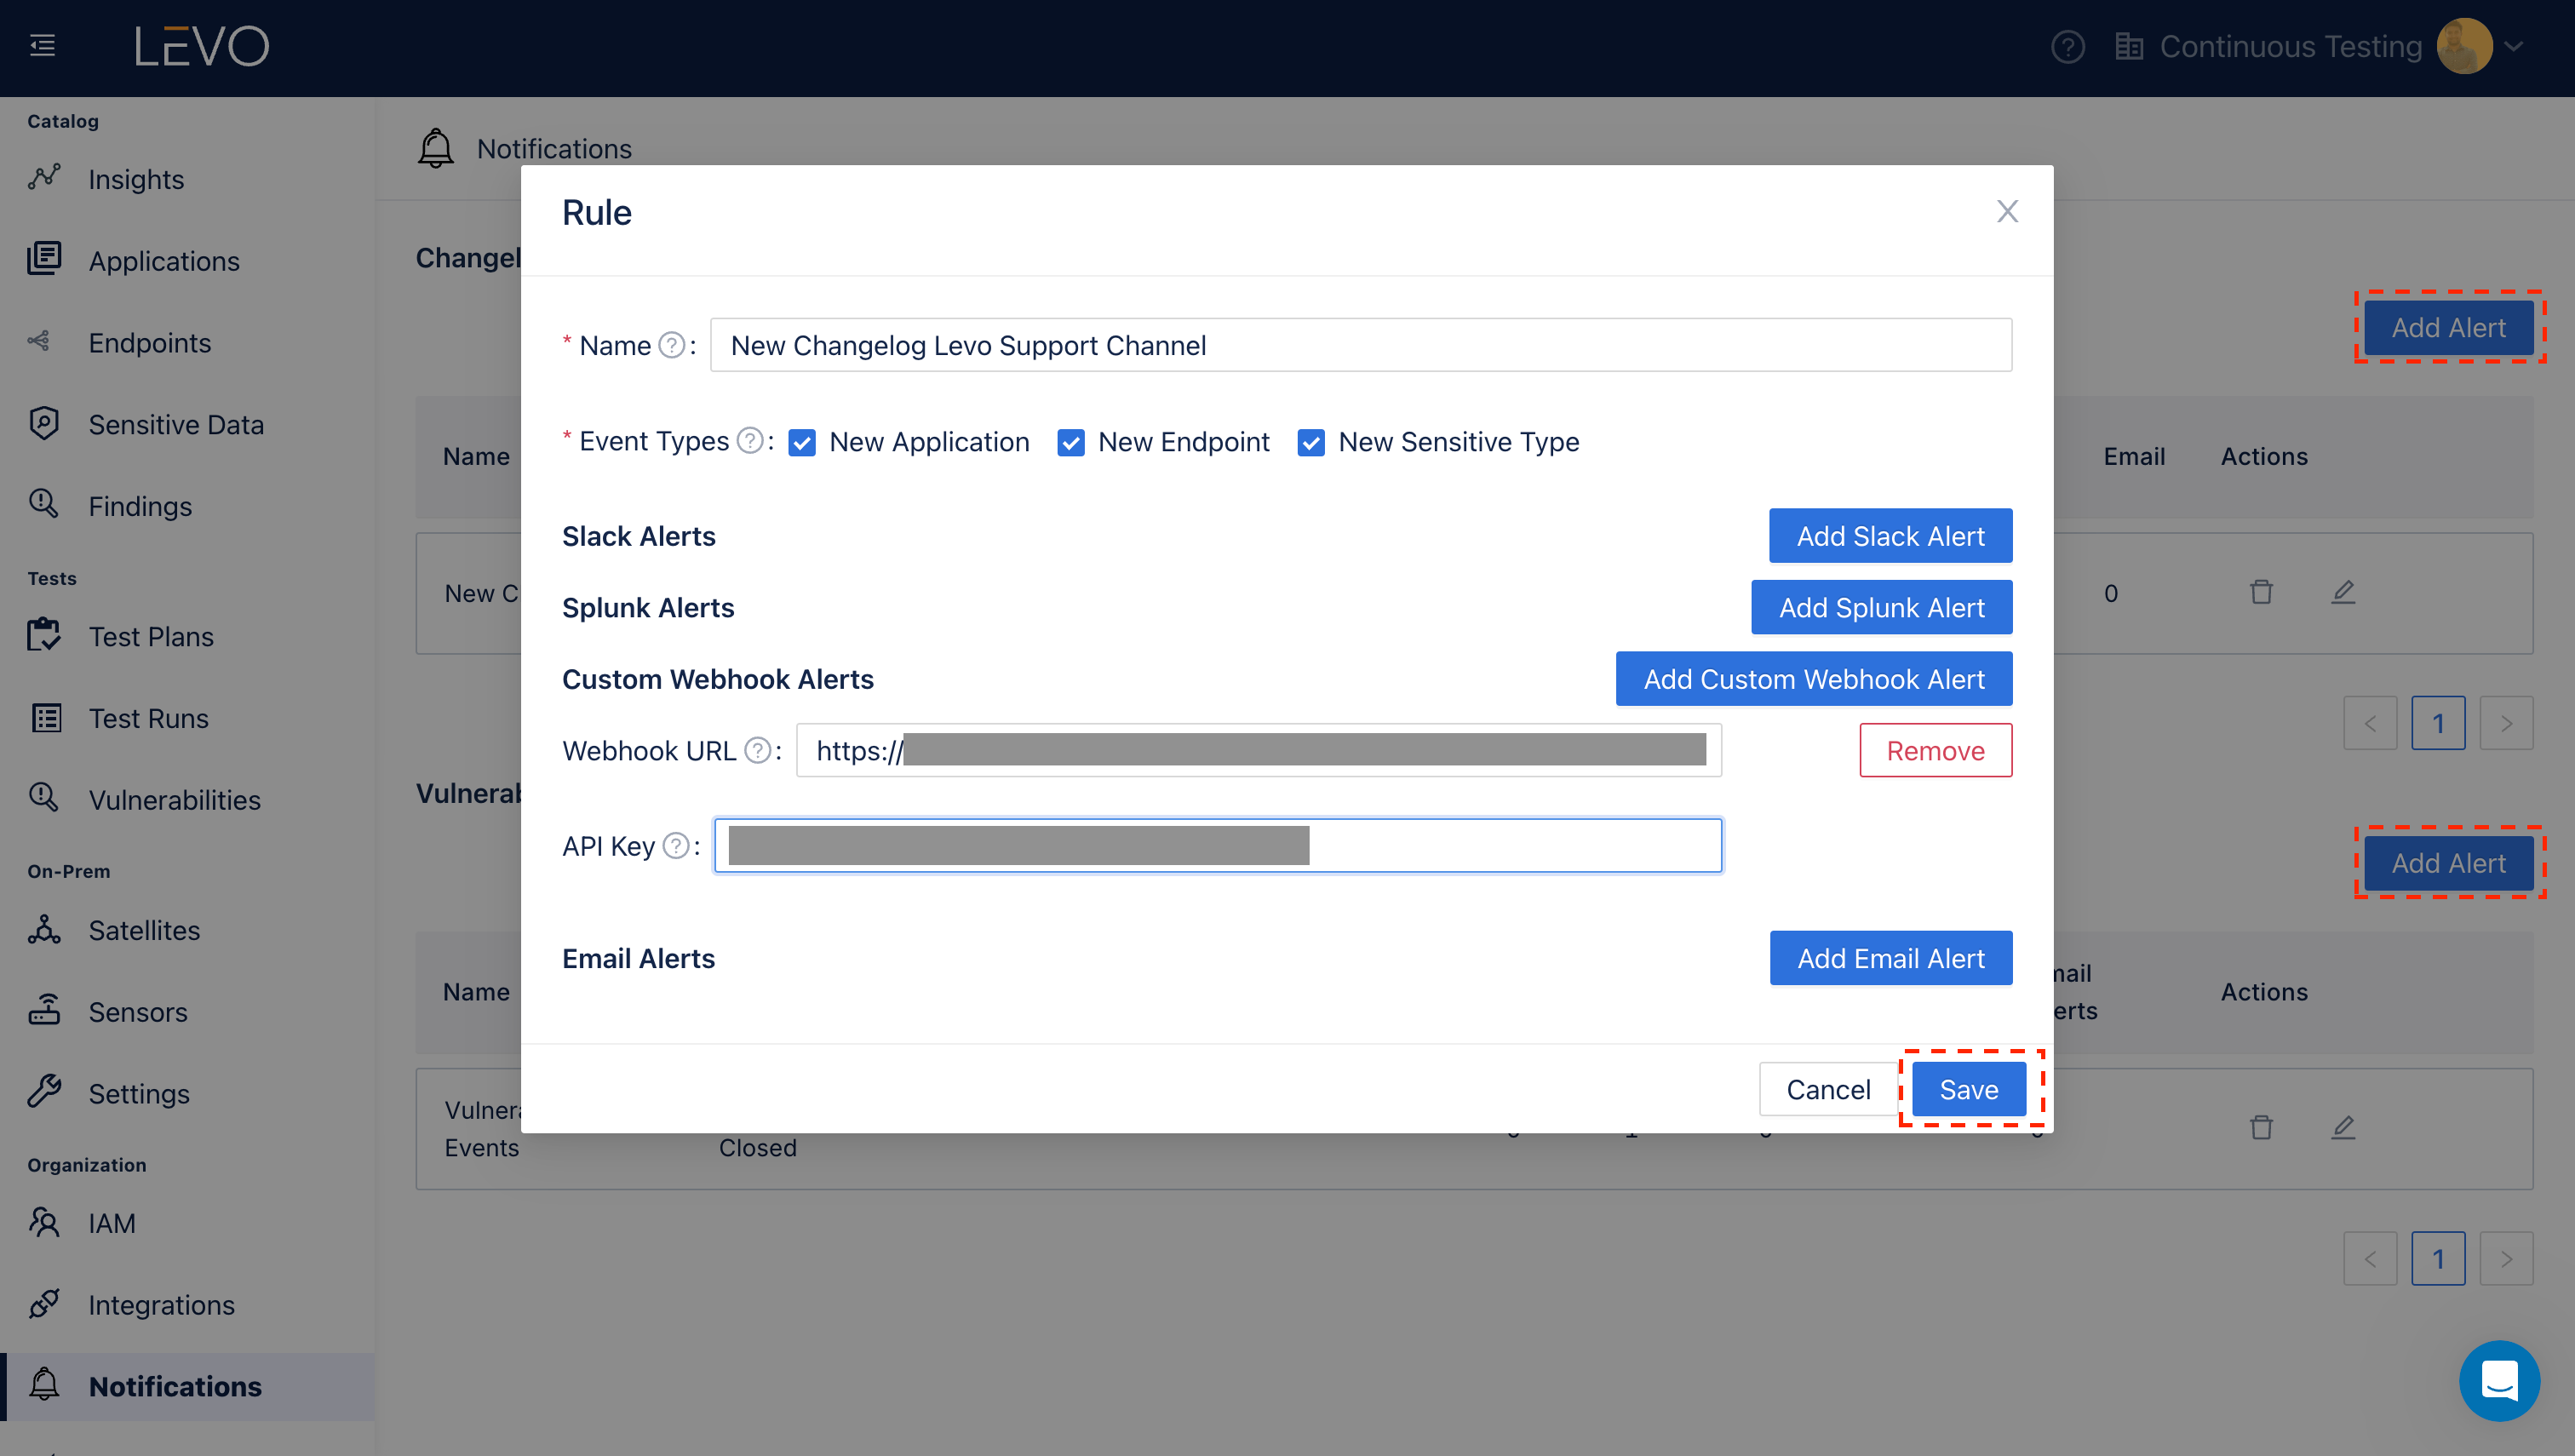 LEVO
Continuous Testing
Catalog
Insights
Applications
Endpoints
Sensitive Data
Findings
Tests
Test Plans
Test Runs
Vulnerabilities
On-Prem
Satellites
Sensors
Settings
Organization
IAM
Integrations
Notifications
Notifications
Changel
Add Alert
Name
Email
Actions
New C
0
1
Vulnerab
Add Alert
Name
mail
erts
Actions
Vulnera
Events
Closed
1
Rule
* Name ? :
New Changelog Levo Support Channel
* Event Types ? : New Application New Endpoint New Sensitive Type
Slack Alerts
Add Slack Alert
Splunk Alerts
Add Splunk Alert
Custom Webhook Alerts
Add Custom Webhook Alert
Webhook URL ? : https://
Remove
API Key ? :
Email Alerts
Add Email Alert
Cancel
Save